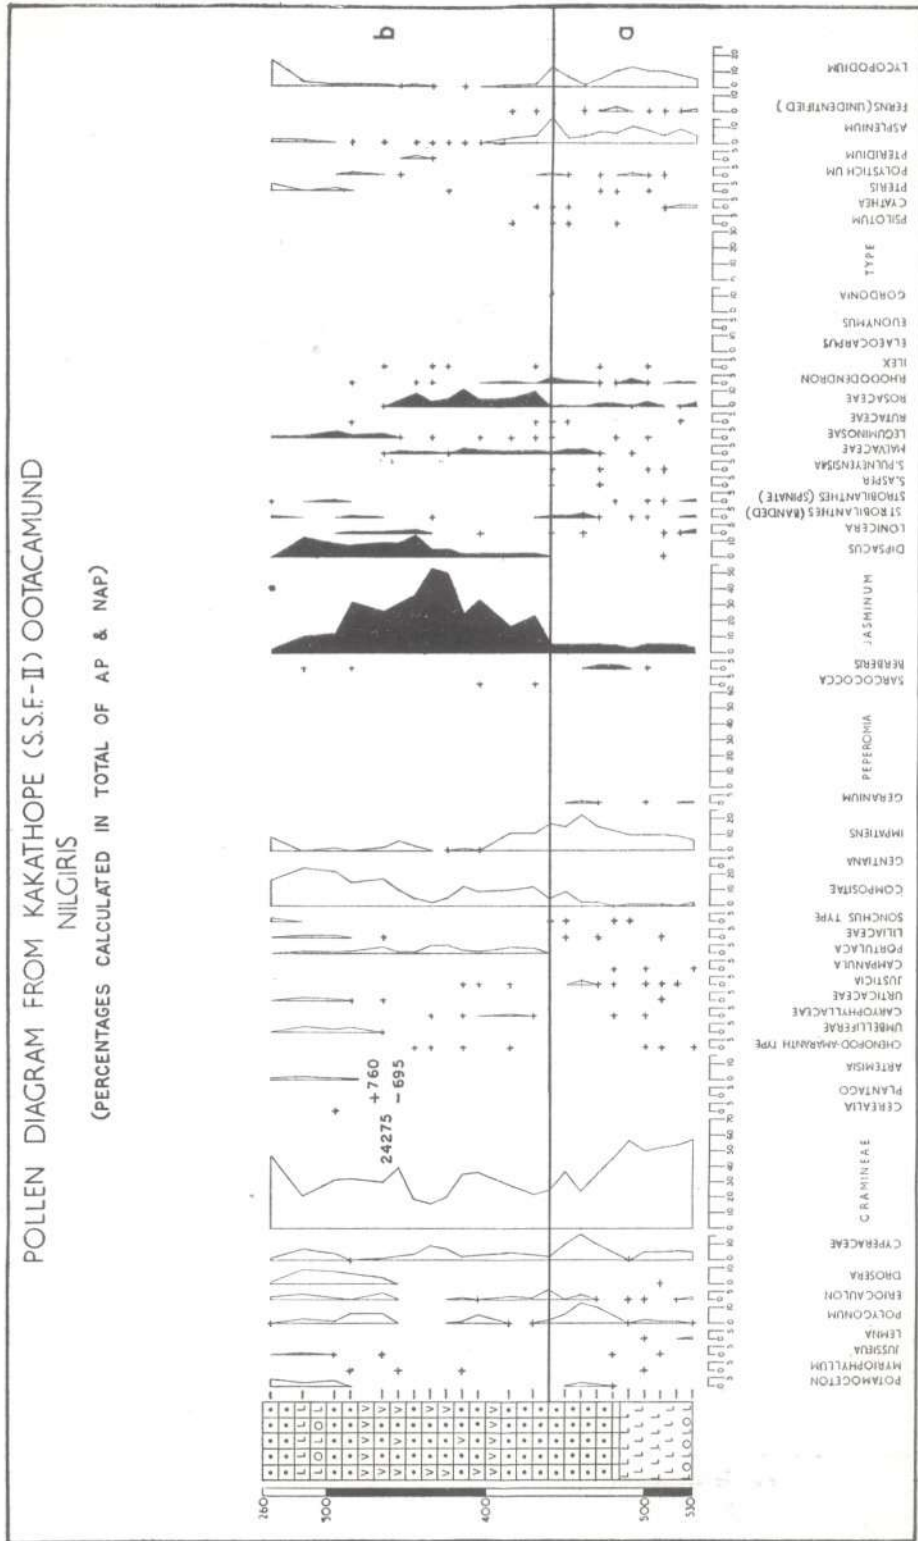 POLLEN DIAGRAM FROM KAKATHOPE (S.S.F.-II) OOTACAMUND
NILGIRIS
(PERCENTAGES CALCULATED IN TOTAL OF AP & NAP)
b
a
24275 +760
-695
260
300
400
500
530
POTAMOGETON
MYRIOPHYLLUM
JUSSIEUA
LEMNA
POLYGONUM
ERIOCAULON
DROSERA
CYPERACEAE
GRAMINEAE
CEREALIA
PLANTAGO
ARTEMISIA
CHENOPOD-AMARANTH TYPE
UMBELLIFERAE
CARYOPHYLLACEAE
URTICACEAE
JUSTICIA
CAMPANULA
PORTULACA
LILIACEAE
SONCHUS TYPE
COMPOSITAE
GENTIANA
IMPATIENS
GERANIUM
PEPEROMIA
SARCOCOCCA
BERBERIS
JASMINUM
DIPSACUS
LONICERA
STROBILANTHES (BANDED)
STROBILANTHES (SPINATE)
S. ASPER
MALVACEAE
LEGUMINOSAE
RUTACEAE
ROSACEAE
RHODODENDRON
ILEX
ELAEOCARPUS
EUONYMUS
GORDONIA
TYPE
PSILOTUM
CYATHEA
PTERIS
POLYSTICH UM
PTERIDIUM
ASPLENIUM
FERNS (UNIDENTIFIED)
LYCOPODIUM